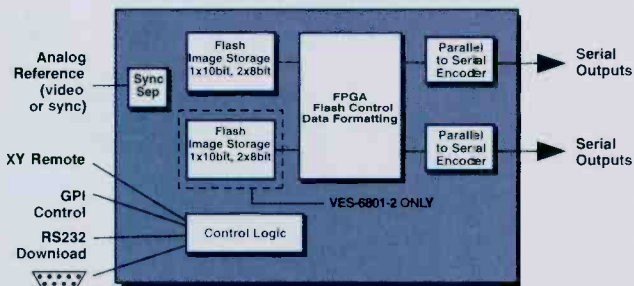 Analog
Reference
(video
or sync)
XY Remote
GPI
Control
RS232
Download
Sync
Sep
Flash
Image Storage
1x10bit, 2x8bit
Flash
Image Storage
1x10bit, 2x8bit
VES-6801-2 ONLY
Control Logic
FPGA
Flash Control
Data Formatting
Parallel
to Serial
Encoder
Parallel
to Serial
Encoder
Serial
Outputs
Serial
Outputs